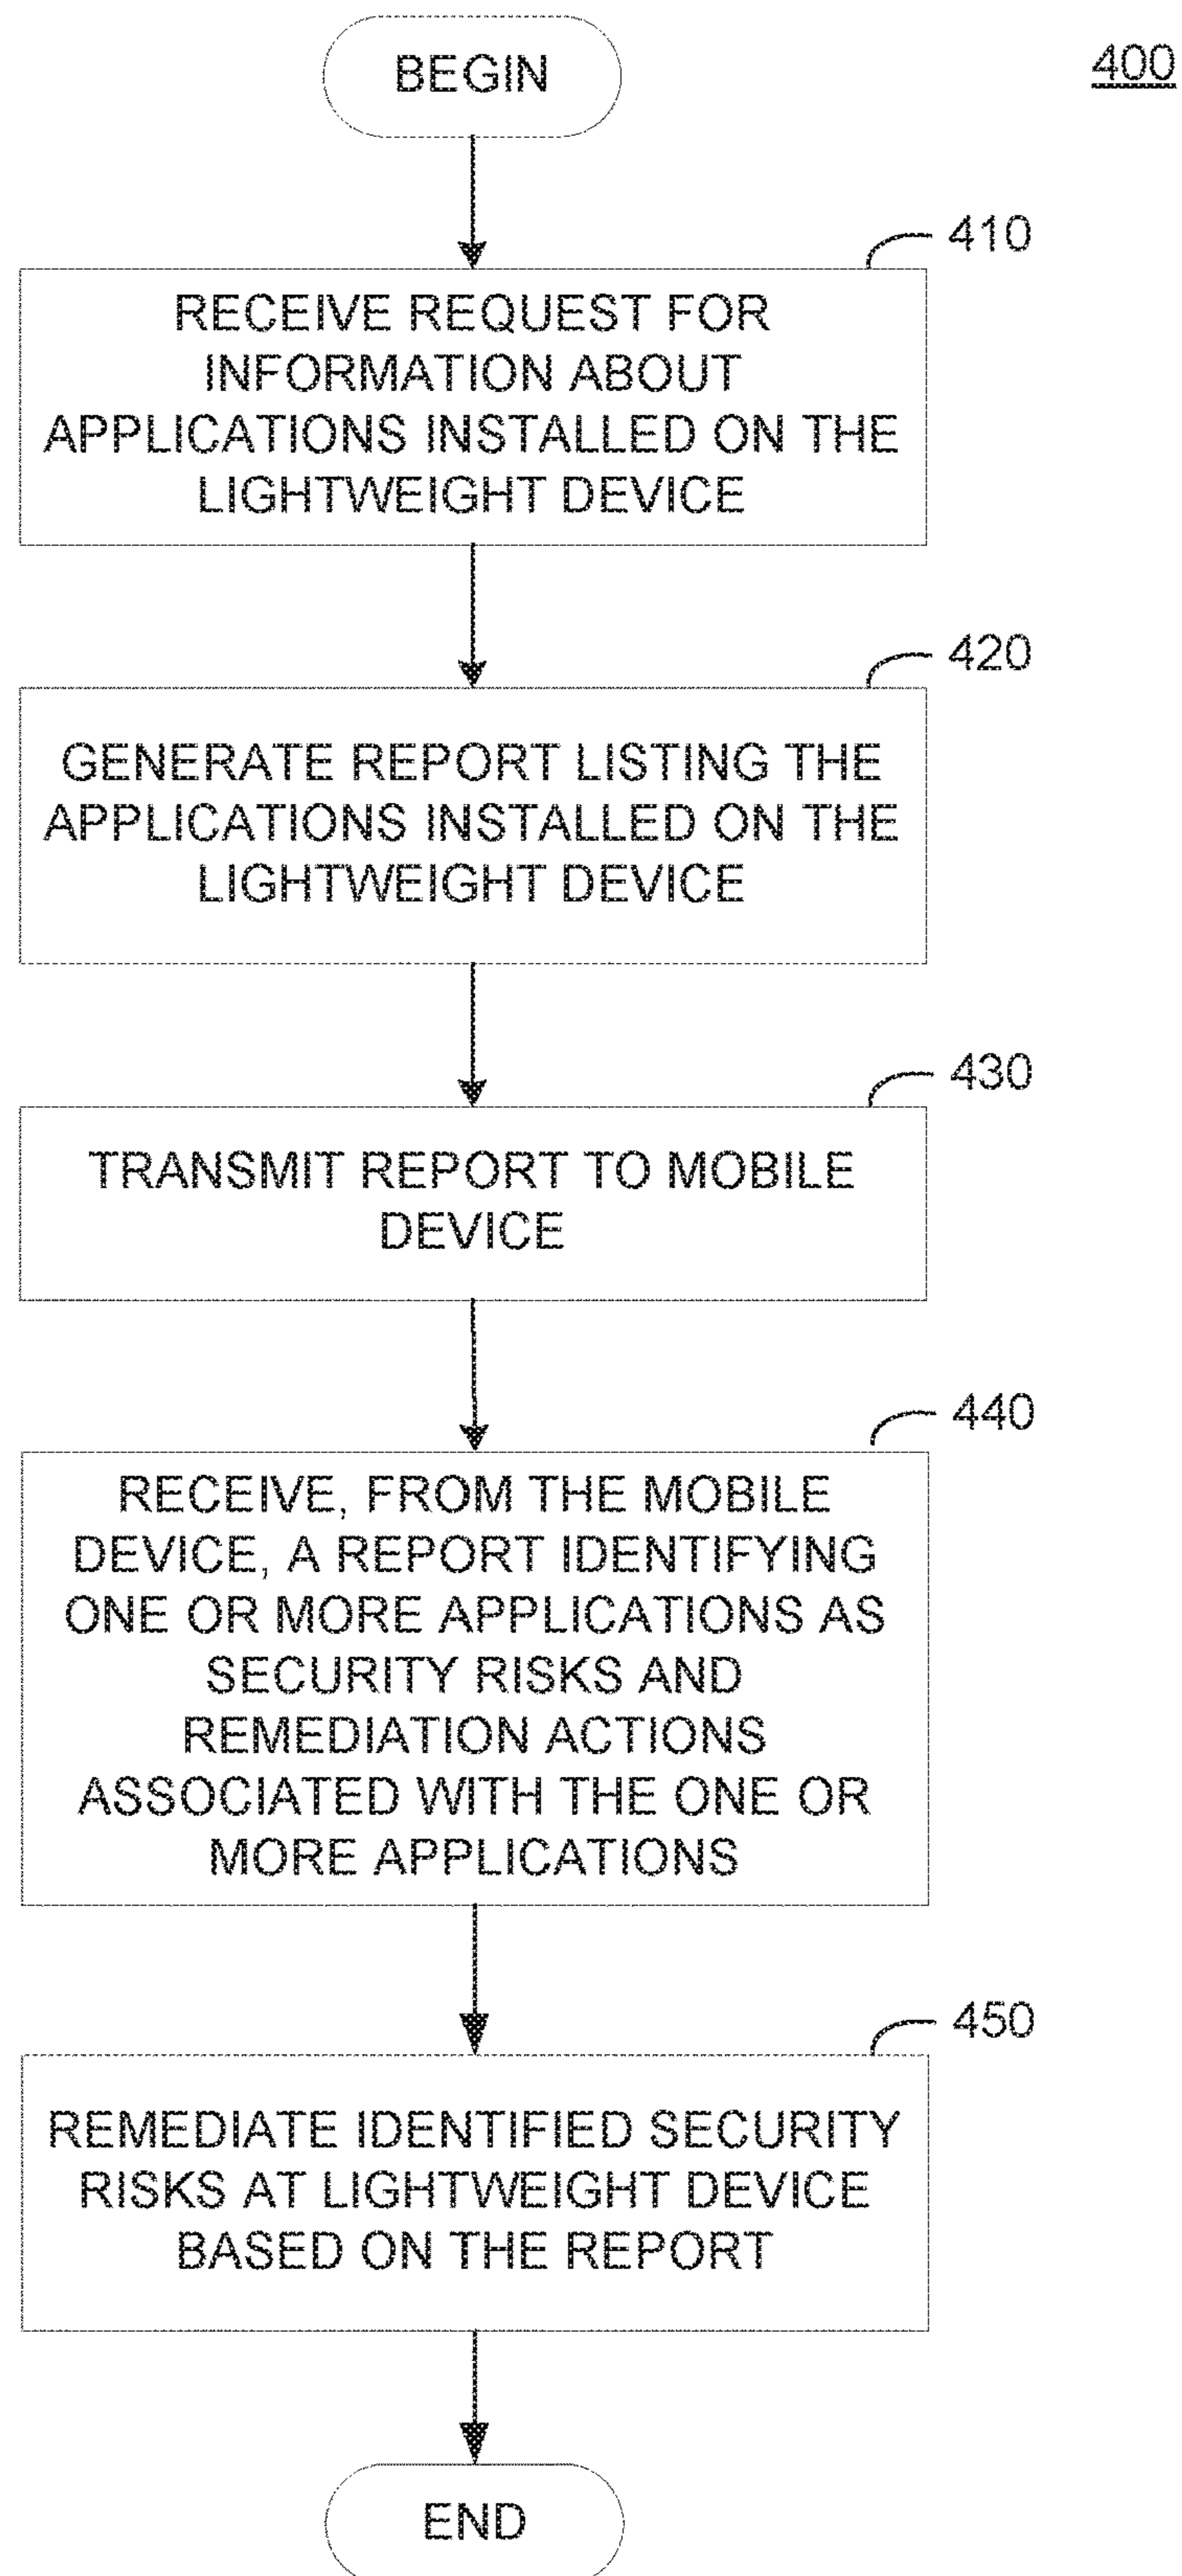 BEGIN
400
410
RECEIVE REQUEST FOR
INFORMATION ABOUT
APPLICATIONS INSTALLED ON THE
LIGHTWEIGHT DEVICE
420
GENERATE REPORT LISTING THE
APPLICATIONS INSTALLED ON THE
LIGHTWEIGHT DEVICE
430
TRANSMIT REPORT TO MOBILE
DEVICE
440
RECEIVE, FROM THE MOBILE
DEVICE, A REPORT IDENTIFYING
ONE OR MORE APPLICATIONS AS
SECURITY RISKS AND
REMEDIATION ACTIONS
ASSOCIATED WITH THE ONE OR
MORE APPLICATIONS
450
REMEDIATE IDENTIFIED SECURITY
RISKS AT LIGHTWEIGHT DEVICE
BASED ON THE REPORT
END